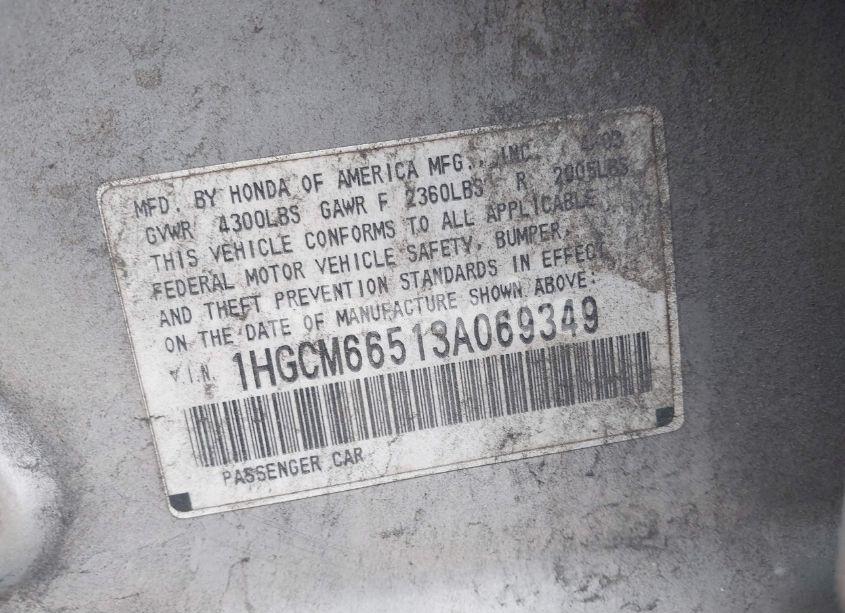 MFD. BY HONDA OF AMERICA MFG., INC.
GVWR 4300LBS GAWR F 2360LBS R 2005LBS
THIS VEHICLE CONFORMS TO ALL APPLICABLE
FEDERAL MOTOR VEHICLE SAFETY, BUMPER,
AND THEFT PREVENTION STANDARDS IN EFFECT
ON THE DATE OF MANUFACTURE SHOWN ABOVE.
V.I.N. 1HGCM66513A069349
PASSENGER CAR